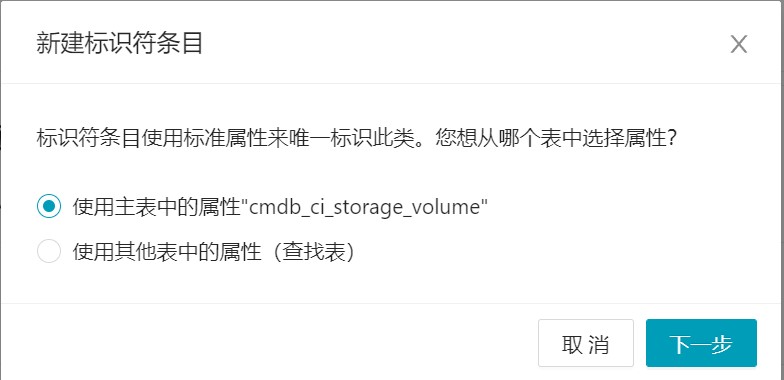 新建标识符条目
标识符条目使用标准属性来唯一标识此类。您想从哪个表中选择属性?
使用主表中的属性"cmdb_ci_storage_volume"
使用其他表中的属性（查找表）
取 消
下一步